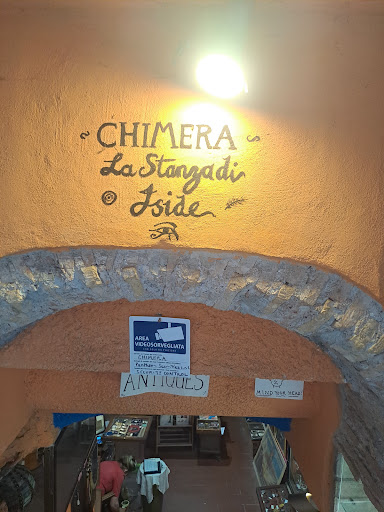 ~ CHIMERA ~
La Stanza di
Iside
AREA
VIDEOSORVEGLIATA
CHIMERA
ANTIQUES
MIND YOUR HEAD